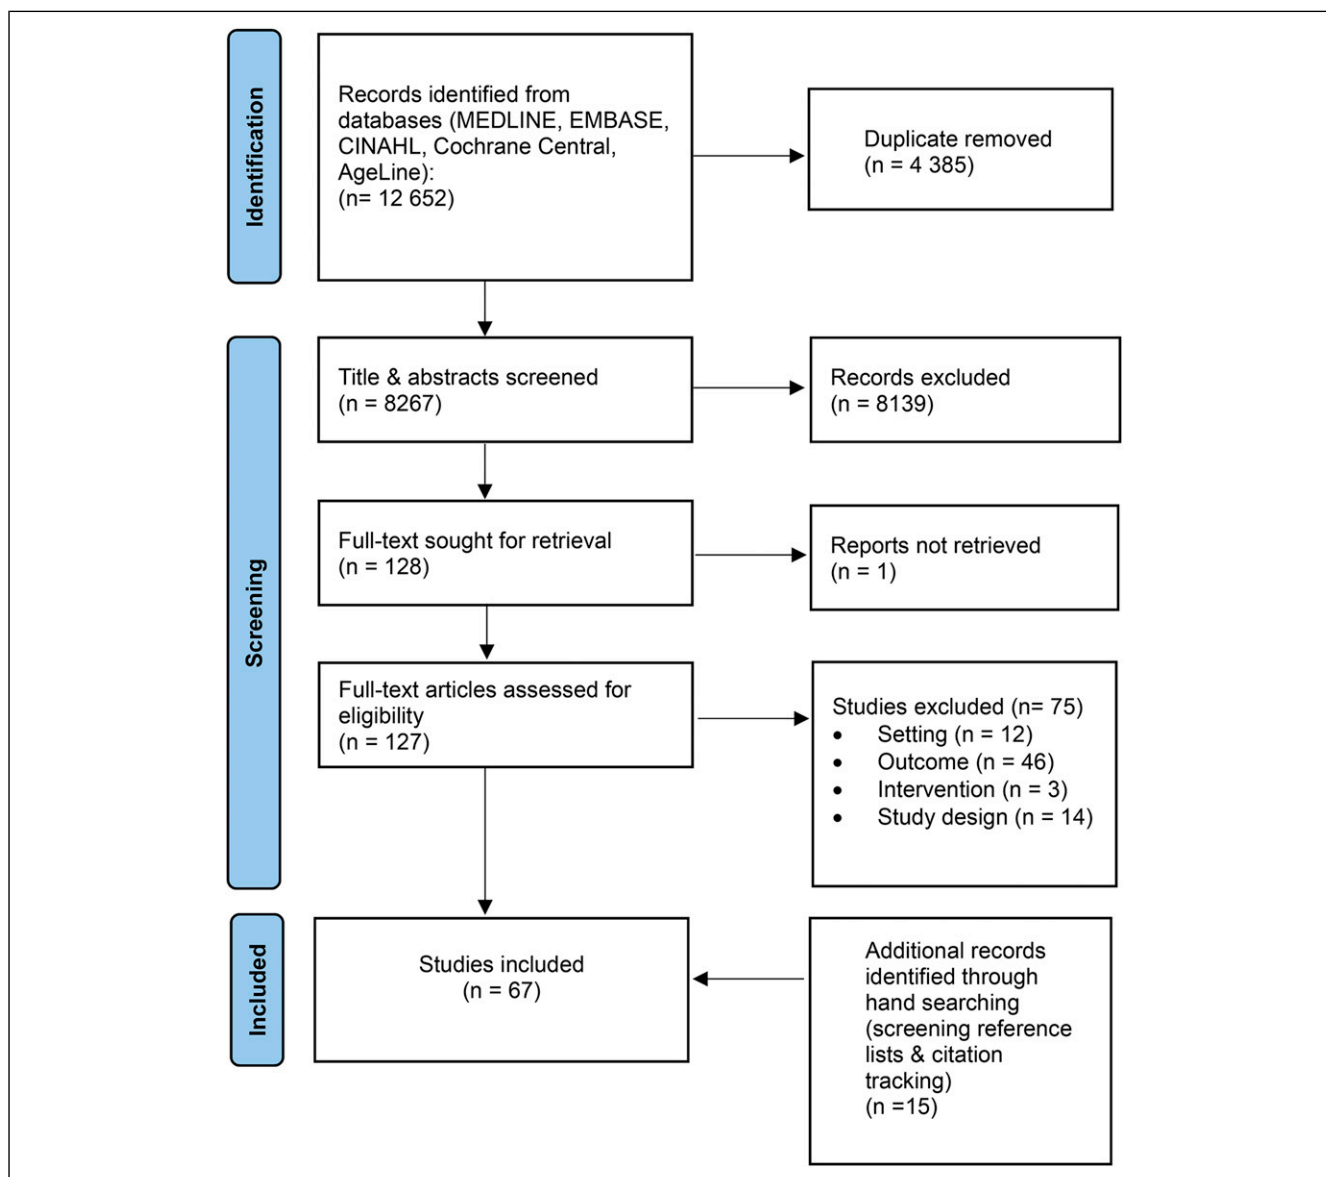 Identification
Records identified from
databases (MEDLINE, EMBASE,
CINAHL, Cochrane Central,
AgeLine):
(n= 12 652)
Duplicate removed
(n = 4 385)
Screening
Title & abstracts screened
(n = 8267)
Records excluded
(n = 8139)
Full-text sought for retrieval
(n = 128)
Reports not retrieved
(n = 1)
Full-text articles assessed for
eligibility
(n = 127)
Studies excluded (n= 75)
• Setting (n = 12)
• Outcome (n = 46)
• Intervention (n = 3)
• Study design (n = 14)
Included
Studies included
(n = 67)
Additional records
identified through
hand searching
(screening reference
lists & citation
tracking)
(n =15)